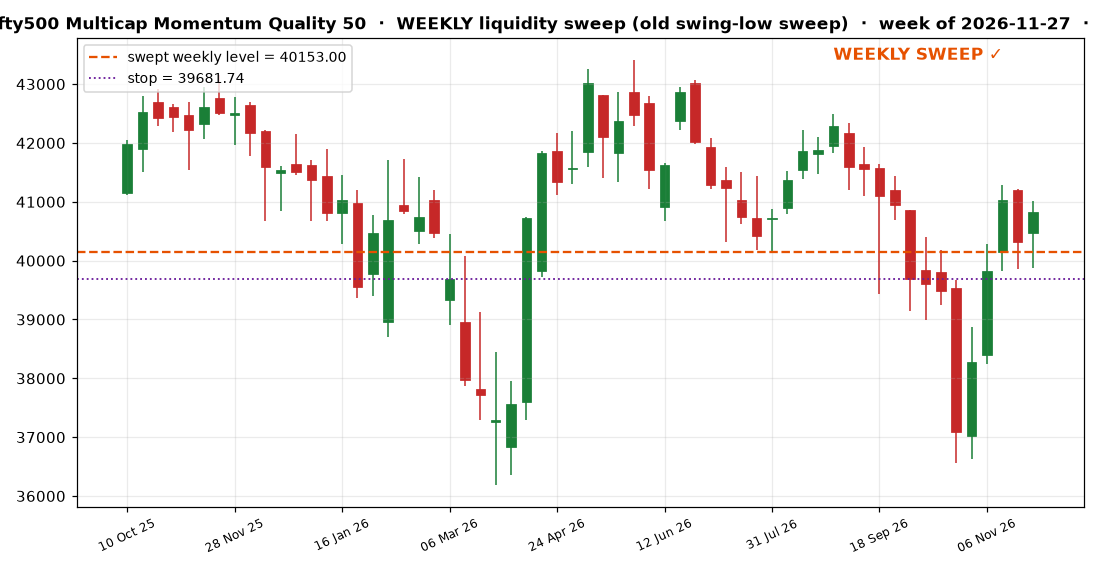 fty500 Multicap Momentum Quality 50 · WEEKLY liquidity sweep (old swing-low sweep) · week of 2026-11-27 ·
swept weekly level = 40153.00
stop = 39681.74
WEEKLY SWEEP ✓
43000
42000
41000
40000
39000
38000
37000
36000
10 Oct 25
28 Nov 25
16 Jan 26
06 Mar 26
24 Apr 26
12 Jun 26
31 Jul 26
18 Sep 26
06 Nov 26